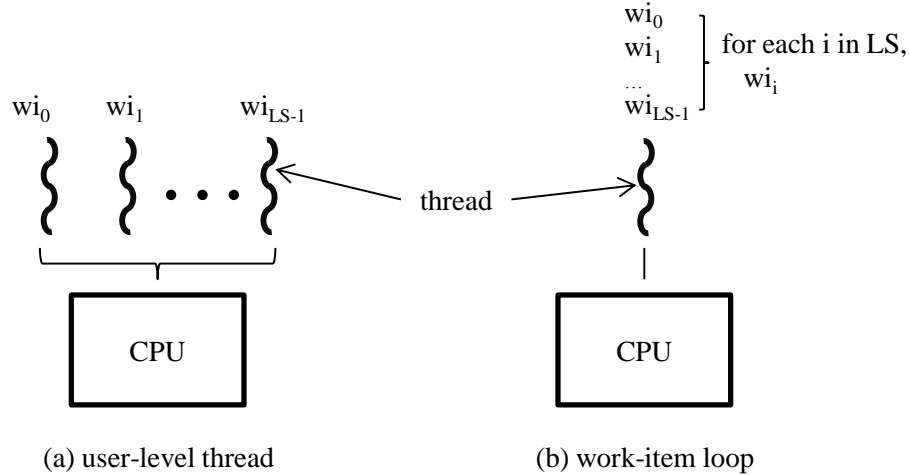 wi0 wi1 wiLS-1
thread
CPU
(a) user-level thread
wi0
wi1
...
wiLS-1
for each i in LS,
wii
CPU
(b) work-item loop